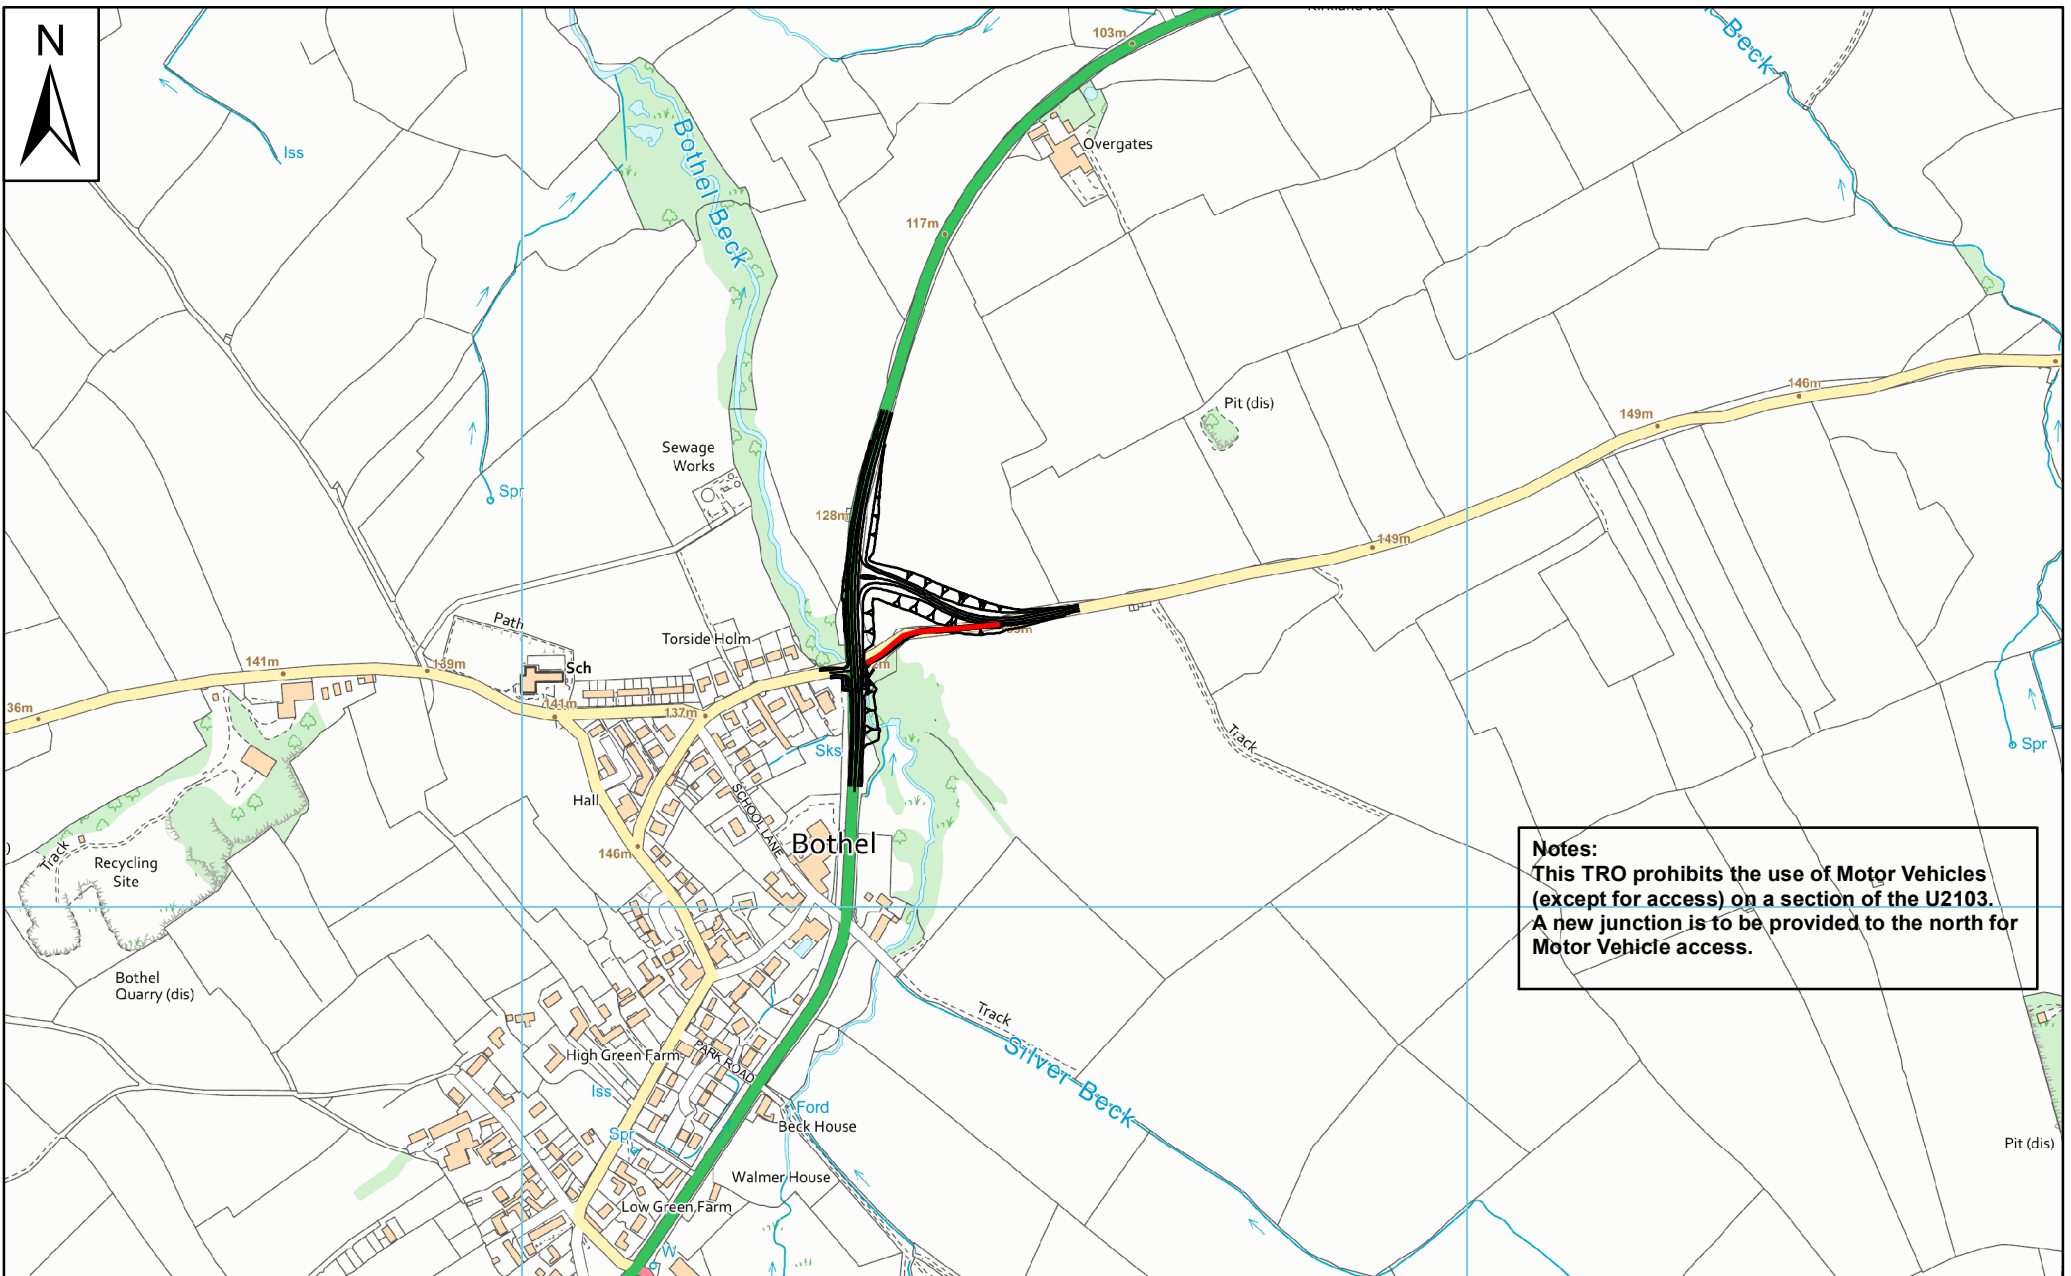 N
103m
Beck
Iss
Bothel Beck
Overgates
117m
146m
149m
Pit (dis)
Sewage
Works
Spr
128m
149m
Path
Torside Holm
141m
139m
Sch
36m
141m
137m
Sks
Track
Spr
Hall
SCHOOL LANE
Bothel
146m
Track
Recycling
Site
Notes:
This TRO prohibits the use of Motor Vehicles
(except for access) on a section of the U2103.
A new junction is to be provided to the north for
Motor Vehicle access.
Bothel
Quarry (dis)
Track
Silver Beck
High Green Farm
PARK ROAD
Iss
Ford
Beck House
Spr
Pit (dis)
Walmer House
Low Green Farm
W